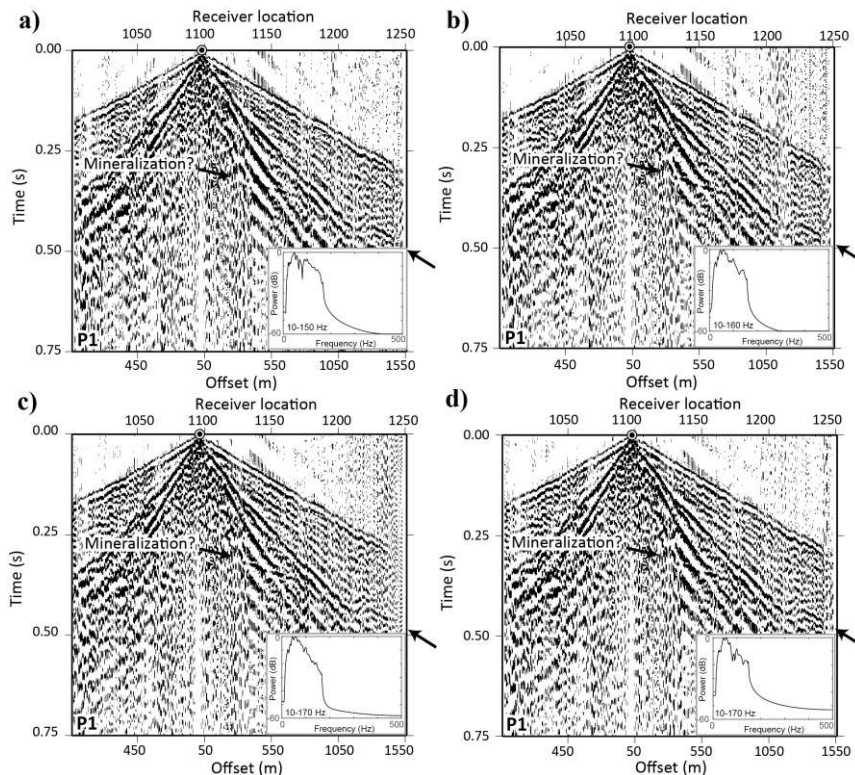 a)
Receiver location
1050 1100 1150 1200 1250
0.00
0.25
0.50
0.75
Time (s)
Mineralization?
P1
0
Power (dB)
-60
10-150 Hz
Frequency (Hz)
500
450 50 550 1050 1550
Offset (m)
b)
Receiver location
1050 1100 1150 1200 1250
0.00
0.25
0.50
0.75
Time (s)
Mineralization?
P1
0
Power (dB)
-60
10-160 Hz
Frequency (Hz)
500
450 50 550 1050 1550
Offset (m)
c)
Receiver location
1050 1100 1150 1200 1250
0.00
0.25
0.50
0.75
Time (s)
Mineralization?
P1
0
Power (dB)
-60
10-170 Hz
Frequency (Hz)
500
450 50 550 1050 1550
Offset (m)
d)
Receiver location
1050 1100 1150 1200 1250
0.00
0.25
0.50
0.75
Time (s)
Mineralization?
P1
0
Power (dB)
-60
10-170 Hz
Frequency (Hz)
500
450 50 550 1050 1550
Offset (m)